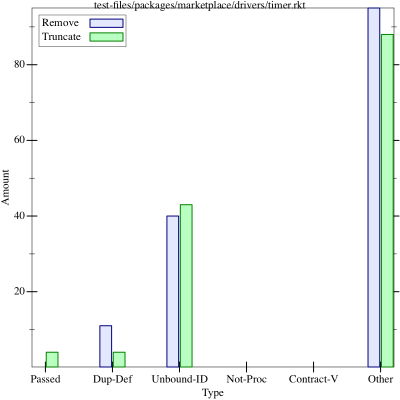 test-files/packages/marketplace/drivers/timer.rkt
Remove
Truncate
80
60
40
20
Amount
Passed Dup-Def Unbound-ID Not-Proc Contract-V Other
Type